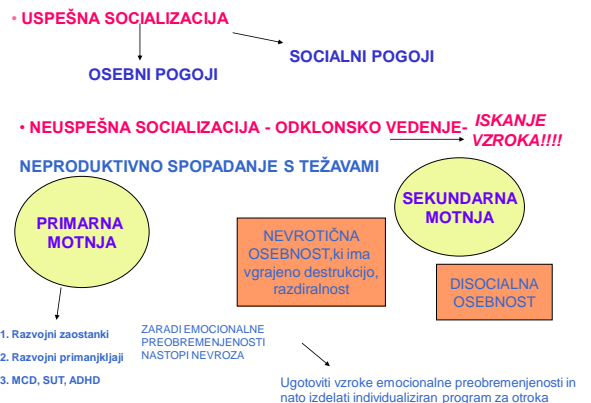 • USPEŠNA SOCIALIZACIJA
SOCIALNI POGOJI
OSEBNI POGOJI
• NEUSPEŠNA SOCIALIZACIJA - ODKLONSKO VEDENJE-
ISKANJE
VZROKA!!!!
NEPRODUKTIVNO SPOPADANJE S TEŽAVAMI
PRIMARNA
MOTNJA
SEKUNDARNA
MOTNJA
NEVROTIČNA
OSEBNOST,ki ima
vgrajeno destrukcijo,
razdiralnost
DISOCIALNA
OSEBNOST
1. Razvojni zaostanki
2. Razvojni primanjkljaji
3. MCD, SUT, ADHD
ZARADI EMOCIONALNE
PREOBREMENJENOSTI
NASTOPI NEVROZA
Ugotoviti vzroke emocionalne preobremenjenosti in
nato izdelati individualiziran program za otroka